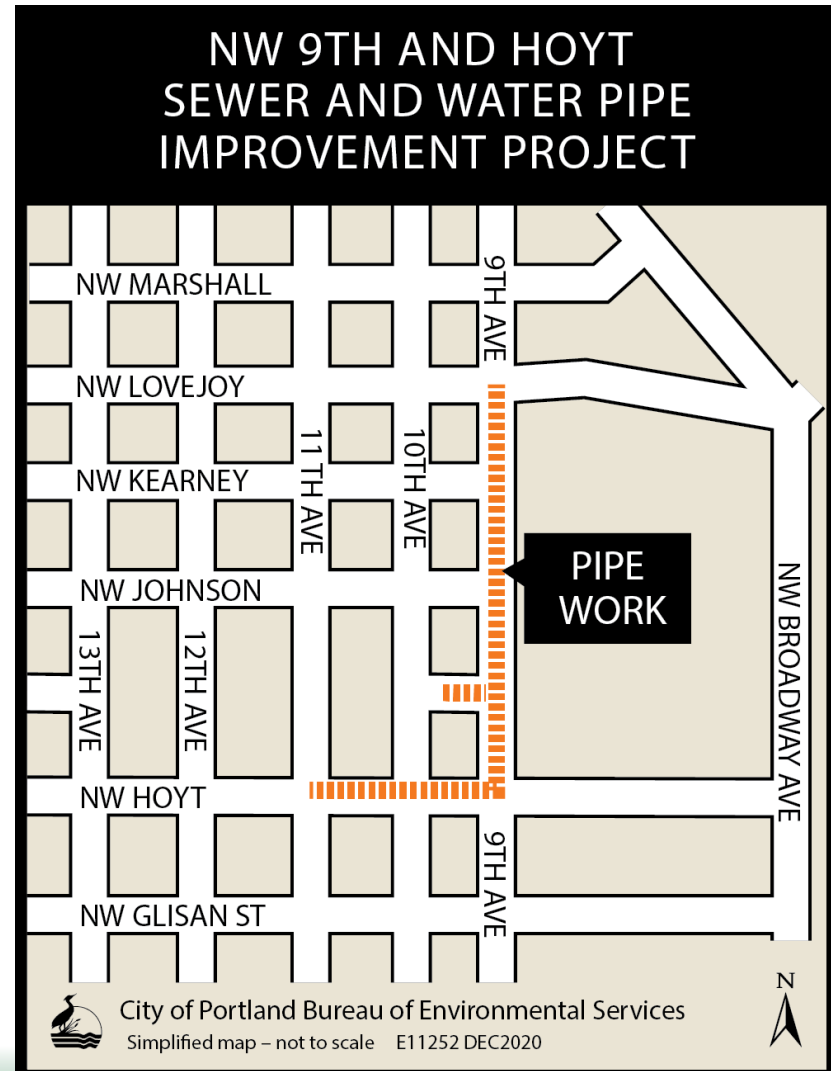 NW 9TH AND HOYT
SEWER AND WATER PIPE
IMPROVEMENT PROJECT
NW MARSHALL
9TH AVE
NW LOVEJOY
11 TH AVE
10TH AVE
NW KEARNEY
PIPE
WORK
NW JOHNSON
NW BROADWAY AVE
13TH AVE
12TH AVE
NW HOYT
9TH AVE
NW GLISAN ST
N
City of Portland Bureau of Environmental Services
Simplified map – not to scale E11252 DEC2020